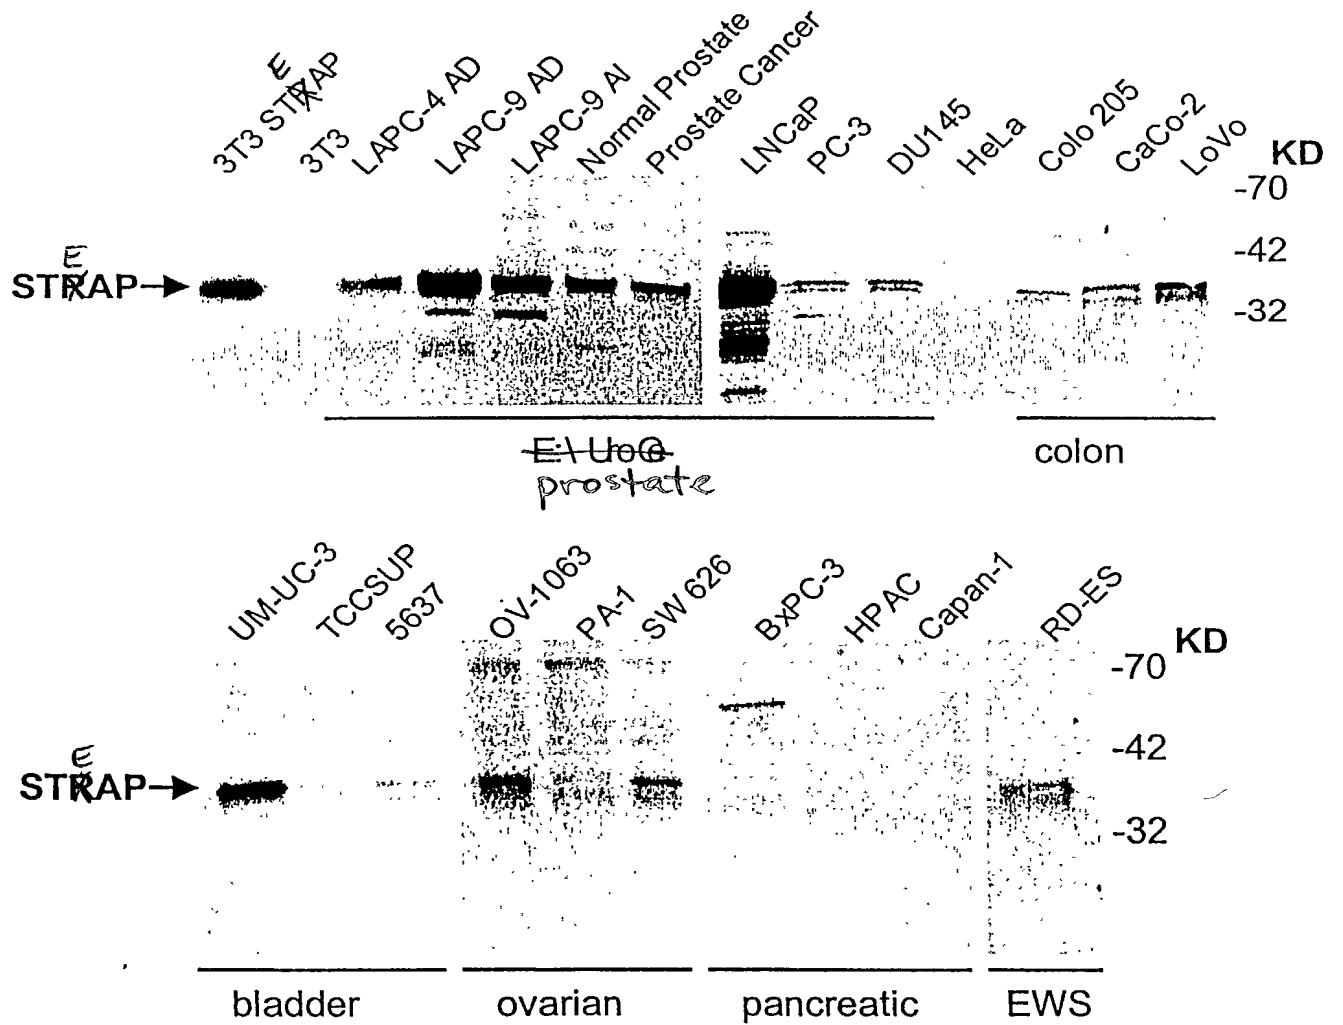 3T3 STRAP
E
3T3
LAPC-4 AD
LAPC-9 AD
LAPC-9 AI
Normal Prostate
Prostate Cancer
LNCaP
PC-3
DU145
HeLa
Colo 205
CaCo-2
LoVo
KD
-70
-42
-32
E
STRAP
prostate
colon
UM-UC-3
TCCSUP
5637
OV-1063
PA-1
SW 626
BxPC-3
HPAC
Capan-1
RD-ES
KD
-70
-42
-32
E
STRAP
bladder
ovarian
pancreatic
EWS